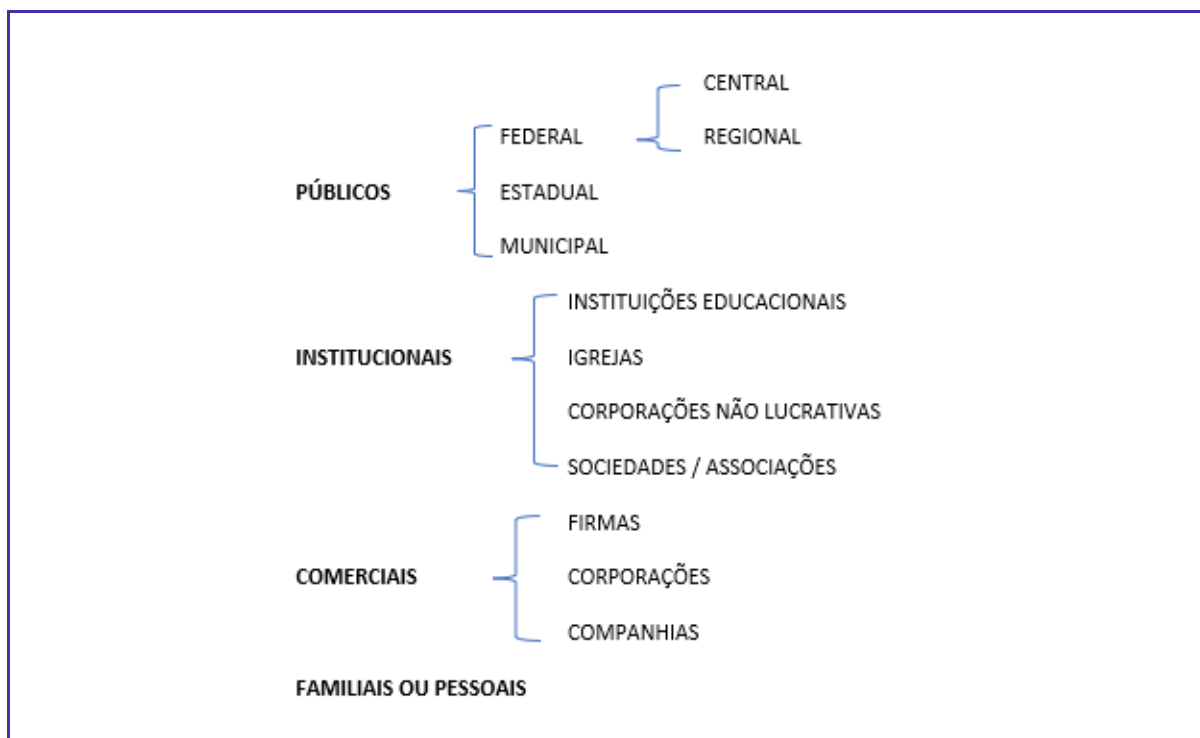 CENTRAL
FEDERAL
REGIONAL
PÚBLICOS
ESTADUAL
MUNICIPAL
INSTITUIÇÕES EDUCACIONAIS
INSTITUCIONAIS
IGREJAS
CORPORAÇÕES NÃO LUCRATIVAS
SOCIEDADES / ASSOCIAÇÕES
FIRMAS
COMERCIAIS
CORPORAÇÕES
COMPANHIAS
FAMILIAIS OU PESSOAIS